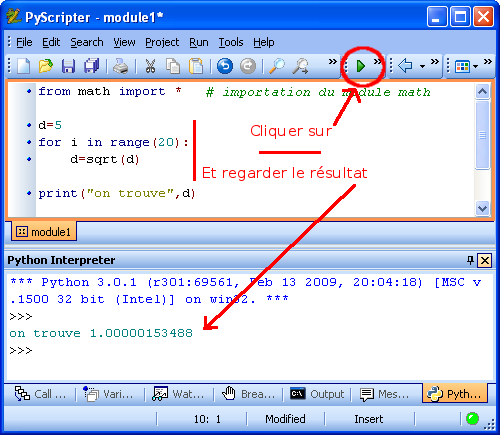 PyScripter - module1*
File Edit Search View Project Run Tools Help
from math import * # importation du module math
d=5
for i in range(20):
d=sqrt(d)
print("on trouve",d)
Cliquer sur
Et regarder le résultat
module1
Python Interpreter
*** Python 3.0.1 (r301:69561, Feb 13 2009, 20:04:18) [MSC v
.1500 32 bit (Intel)] on win32. ***
>>>
on trouve 1.00000153488
>>>
Call ... Vari... Wat... Brea... Output Mes... Pyth...
10: 1 Modified Insert